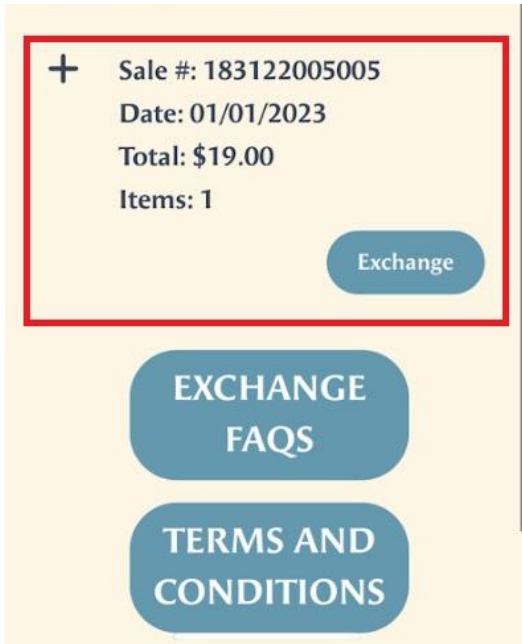 Sale #: 183122005005
Date: 01/01/2023
Total: $19.00
Items: 1
Exchange
EXCHANGE
FAQS
TERMS AND
CONDITIONS